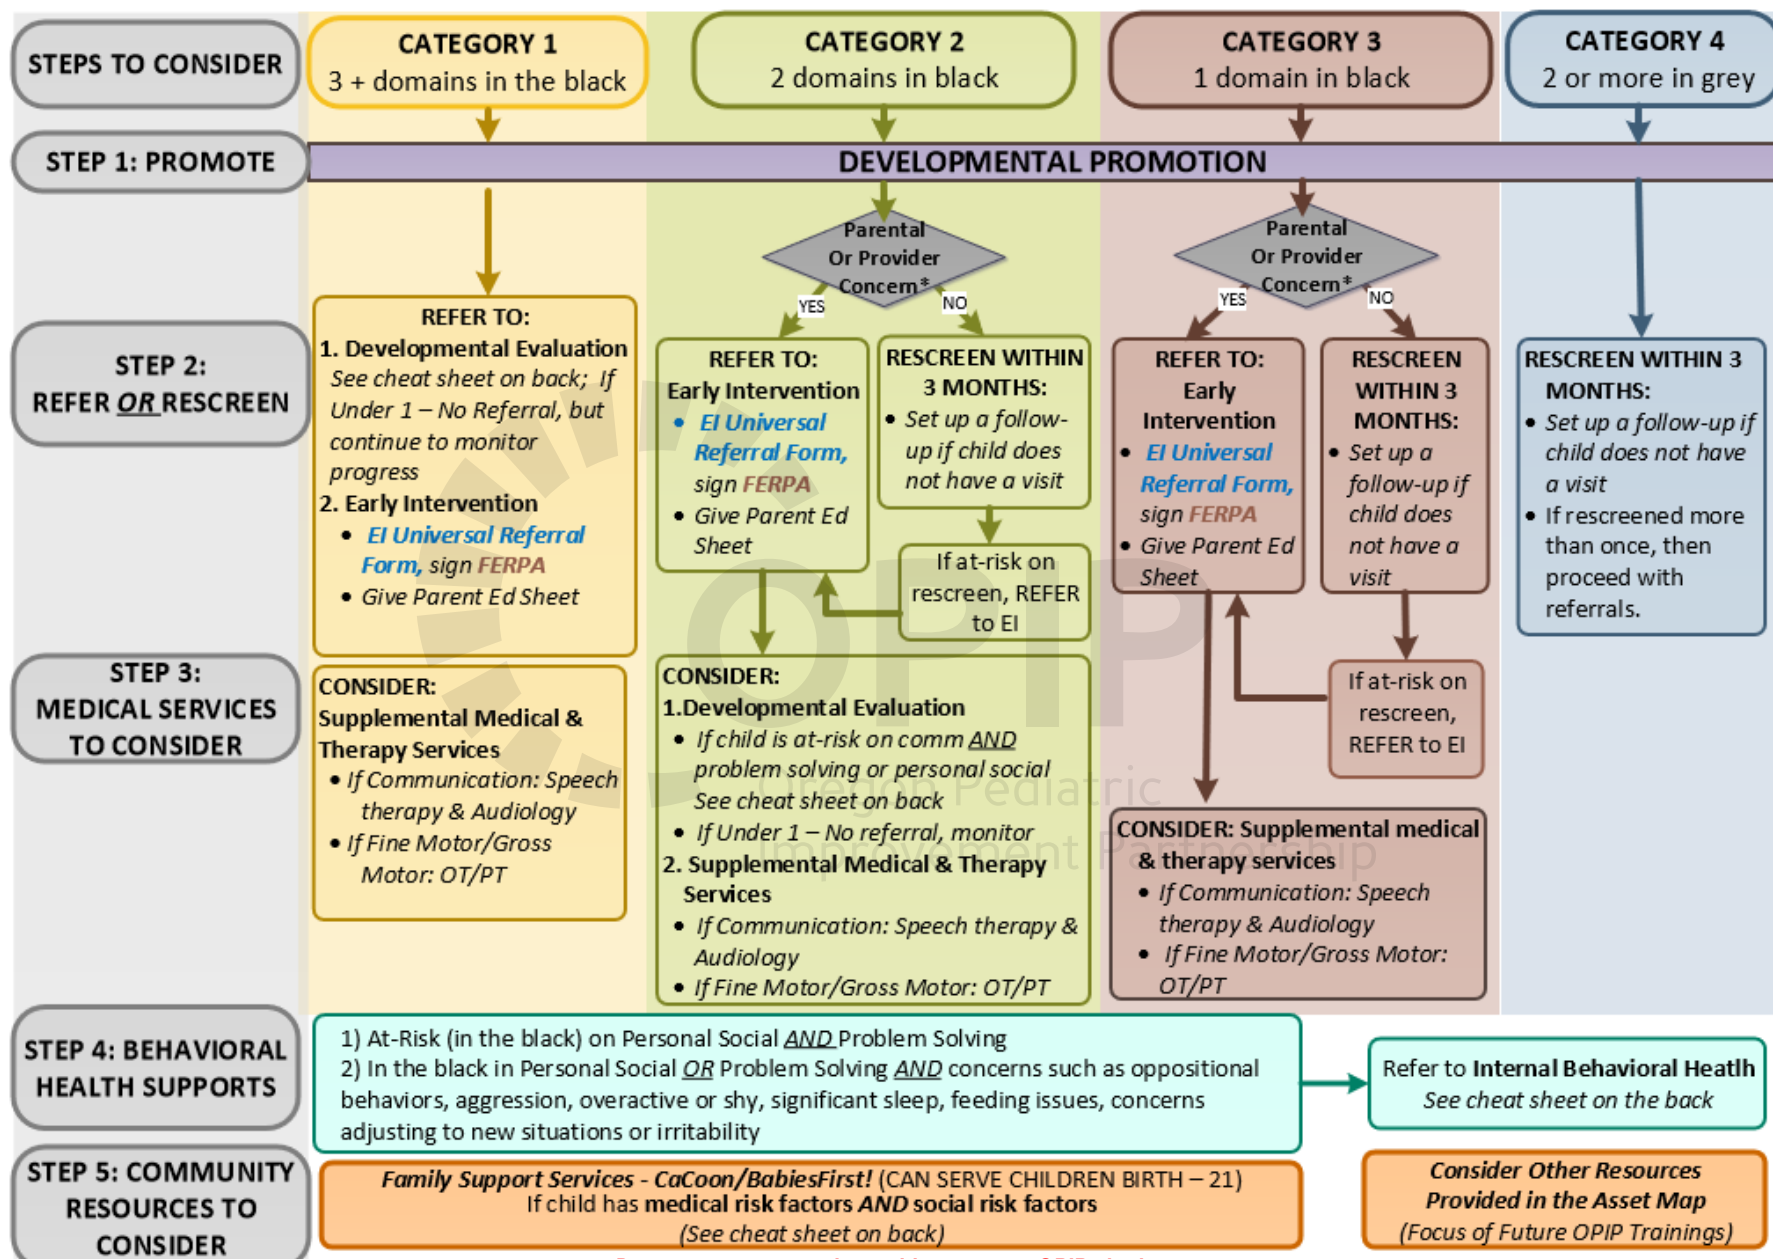 STEPS TO CONSIDER
CATEGORY 1
3 + domains in the black
CATEGORY 2
2 domains in black
CATEGORY 3
1 domain in black
CATEGORY 4
2 or more in grey
STEP 1: PROMOTE
DEVELOPMENTAL PROMOTION
STEP 2:
REFER OR RESCREEN
REFER TO:
1. Developmental Evaluation
See cheat sheet on back; If
Under 1 – No Referral, but
continue to monitor
progress
2. Early Intervention
• EI Universal Referral
Form, sign FERPA
• Give Parent Ed Sheet
Parental
Or Provider
Concern*
YES
NO
REFER TO:
Early Intervention
• EI Universal
Referral Form,
sign FERPA
• Give Parent Ed
Sheet
RESCREEN WITHIN
3 MONTHS:
• Set up a follow-
up if child does
not have a visit
If at-risk on
rescreen, REFER
to EI
Parental
Or Provider
Concern*
YES
NO
REFER TO:
Early
Intervention
• EI Universal
Referral Form,
sign FERPA
• Give Parent Ed
Sheet
RESCREEN
WITHIN 3
MONTHS:
• Set up a
follow-up if
child does
not have a
visit
If at-risk on
rescreen,
REFER to EI
RESCREEN WITHIN 3
MONTHS:
• Set up a follow-up if
child does not have
a visit
• If rescreened more
than once, then
proceed with
referrals.
STEP 3:
MEDICAL SERVICES
TO CONSIDER
CONSIDER:
Supplemental Medical &
Therapy Services
• If Communication: Speech
therapy & Audiology
• If Fine Motor/Gross
Motor: OT/PT
CONSIDER:
1.Developmental Evaluation
• If child is at-risk on comm AND
problem solving or personal social
See cheat sheet on back
• If Under 1 – No referral, monitor
2. Supplemental Medical & Therapy
Services
• If Communication: Speech therapy &
Audiology
• If Fine Motor/Gross Motor: OT/PT
CONSIDER: Supplemental medical
& therapy services
• If Communication: Speech
therapy & Audiology
• If Fine Motor/Gross Motor:
OT/PT
OPIP
Oregon Pediatric
Improvement Partnership
STEP 4: BEHAVIORAL
HEALTH SUPPORTS
1) At-Risk (in the black) on Personal Social AND Problem Solving
2) In the black in Personal Social OR Problem Solving AND concerns such as oppositional
behaviors, aggression, overactive or shy, significant sleep, feeding issues, concerns
adjusting to new situations or irritability
Refer to Internal Behavioral Heatlh
See cheat sheet on the back
STEP 5: COMMUNITY
RESOURCES TO
CONSIDER
Family Support Services - CaCoon/BabiesFirst! (CAN SERVE CHILDREN BIRTH – 21)
If child has medical risk factors AND social risk factors
(See cheat sheet on back)
Consider Other Resources
Provided in the Asset Map
(Focus of Future OPIP Trainings)